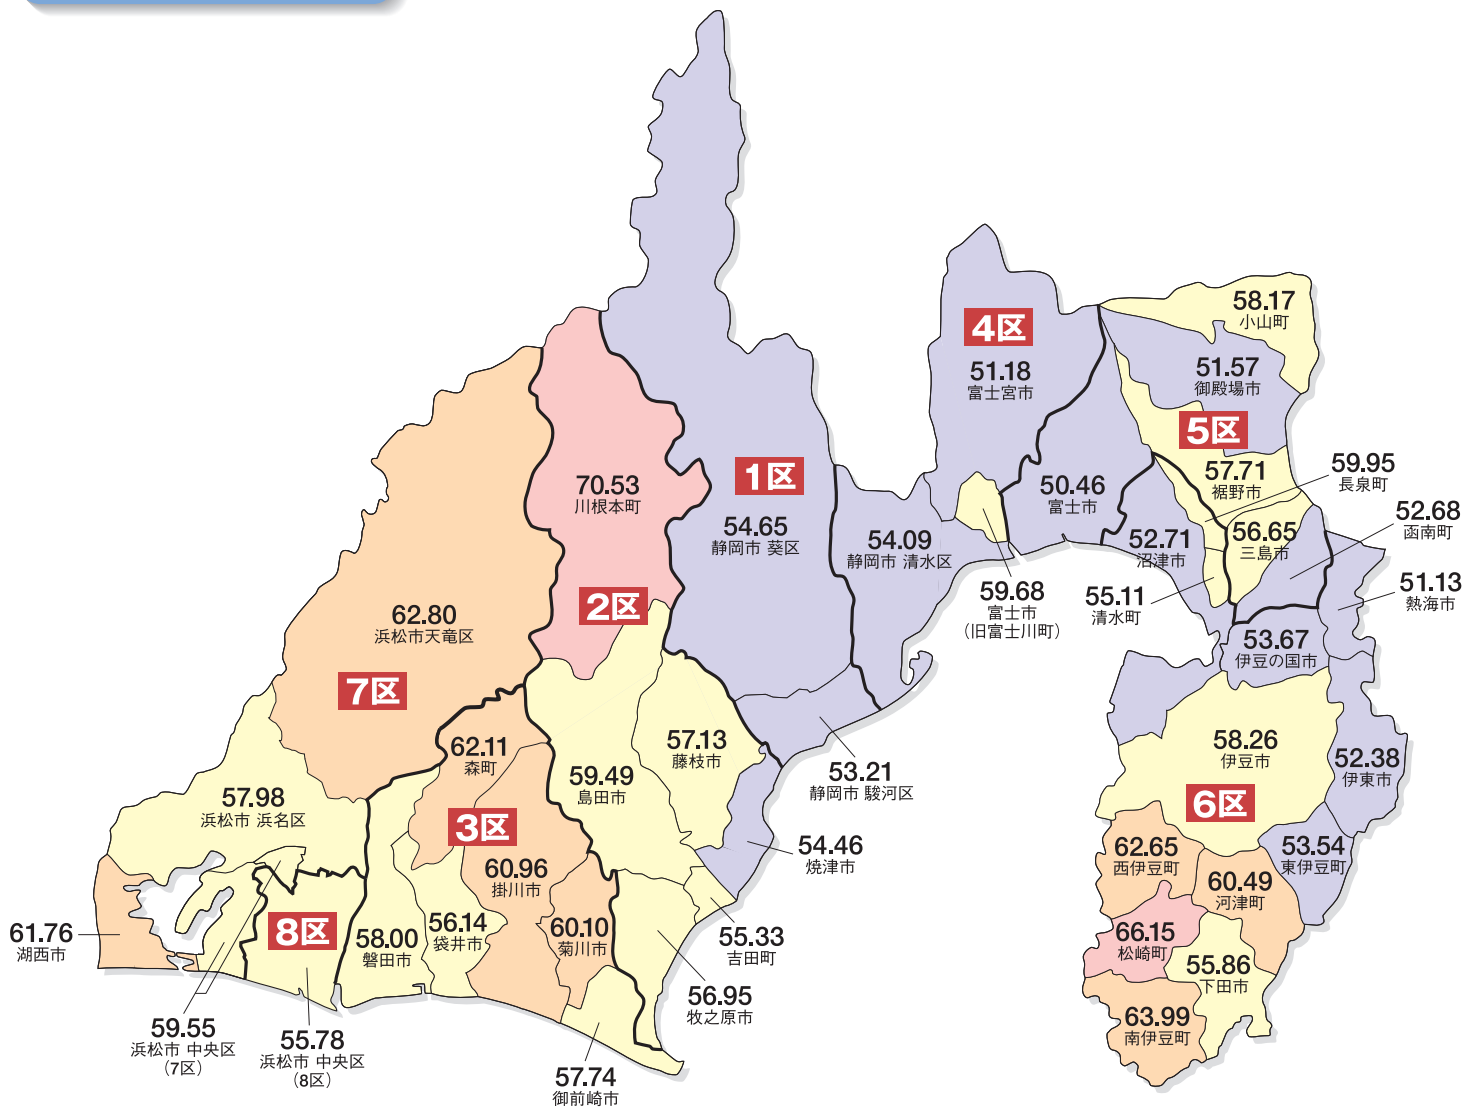 58.17
小山町
4区
51.57
御殿場市
51.18
富士宮市
5区
59.95
長泉町
57.71
裾野市
1区
70.53
川根本町
50.46
富士市
52.68
函南町
54.65
静岡市 葵区
54.09
静岡市 清水区
52.71
沼津市
56.65
三島市
51.13
熱海市
2区
59.68
富士市
(旧富士川町)
55.11
清水町
62.80
浜松市天竜区
53.67
伊豆の国市
7区
62.11
森町
57.13
藤枝市
58.26
伊豆市
52.38
伊東市
59.49
島田市
53.21
静岡市 駿河区
57.98
浜松市 浜名区
3区
6区
54.46
焼津市
62.65
西伊豆町
53.54
東伊豆町
60.96
掛川市
60.49
河津町
61.76
湖西市
8区
58.00
磐田市
56.14
袋井市
60.10
菊川市
55.33
吉田町
66.15
松崎町
55.86
下田市
56.95
牧之原市
63.99
南伊豆町
59.55
浜松市 中央区
(7区)
55.78
浜松市 中央区
(8区)
57.74
御前崎市